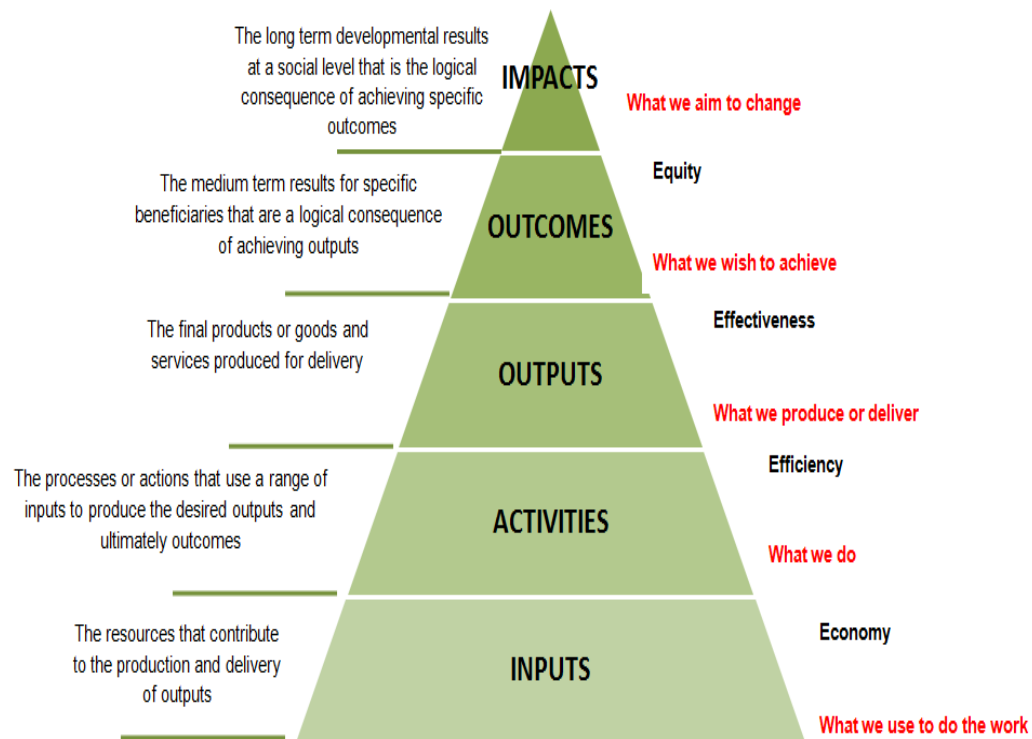 The long term developmental results
at a social level that is the logical
consequence of achieving specific
outcomes
IMPACTS
What we aim to change
The medium term results for specific
beneficiaries that are a logical consequence
of achieving outputs
OUTCOMES
Equity
What we wish to achieve
The final products or goods and
services produced for delivery
OUTPUTS
Effectiveness
What we produce or deliver
The processes or actions that use a range of
inputs to produce the desired outputs and
ultimately outcomes
ACTIVITIES
Efficiency
What we do
The resources that contribute
to the production and delivery
of outputs
INPUTS
Economy
What we use to do the work